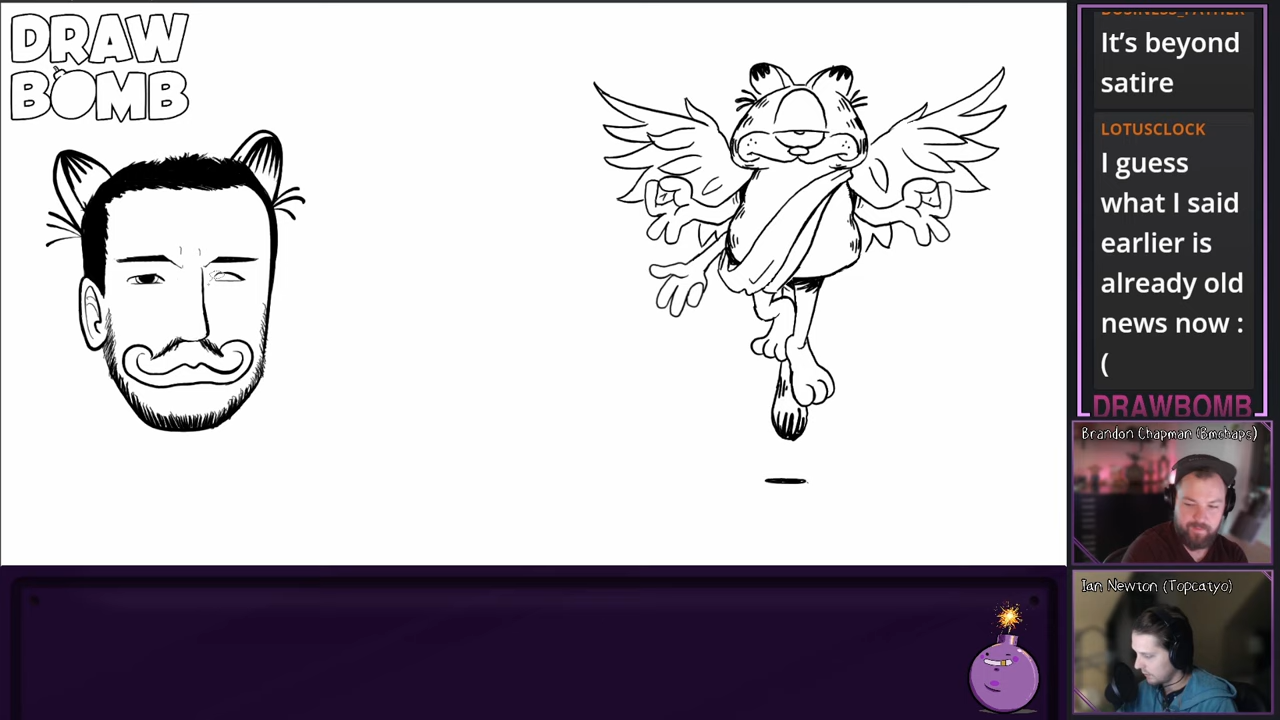 DRAW
BOMB
BUSINESS_FATHER
It's beyond
satire
LOTUSCLOCK
I guess
what I said
earlier is
already old
news now :
(
DRAWBOMB
Brandon Chapman (Bmchaps)
Ian Newton (Topcatyo)